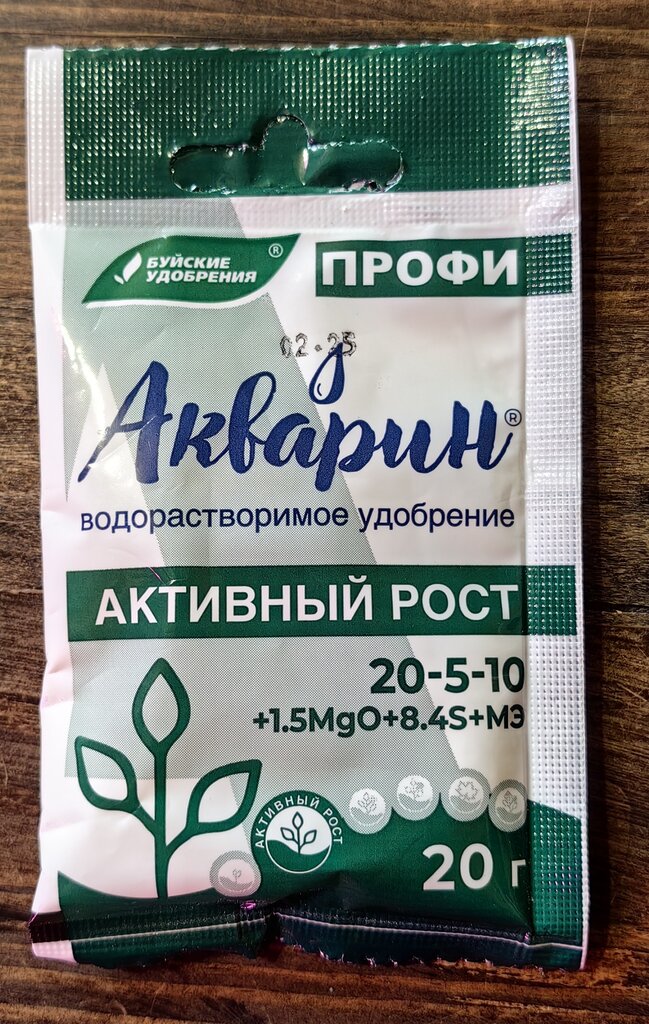 БУЙСКИЕ
УДОБРЕНИЯ
®
ПРОФИ
02.25
Акварин®
водорастворимое удобрение
АКТИВНЫЙ РОСТ
20-5-10
+1.5MgO+8.4S+МЭ
АКТИВНЫЙ РОСТ
20 г